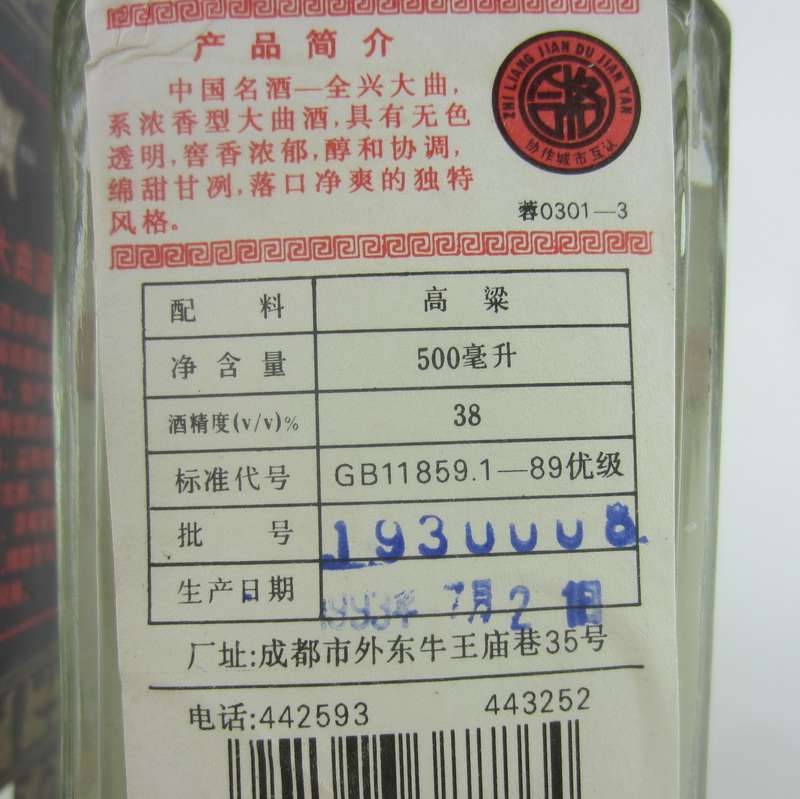 产品简介
中国名酒—全兴大曲,
系浓香型大曲酒,具有无色
透明,窖香浓郁,醇和协调,
绵甜甘冽,落口净爽的独特
风格。
ZHI LIANG JIAN DU JIAN YAN
协作城市互认
蓉0301—3
配料 高粱
净含量 500毫升
酒精度(v/v)% 38
标准代号 GB11859.1—89优级
批号 19300008
生产日期 1993年 7月2
厂址:成都市外东牛王庙巷35号
电话:442593 443252